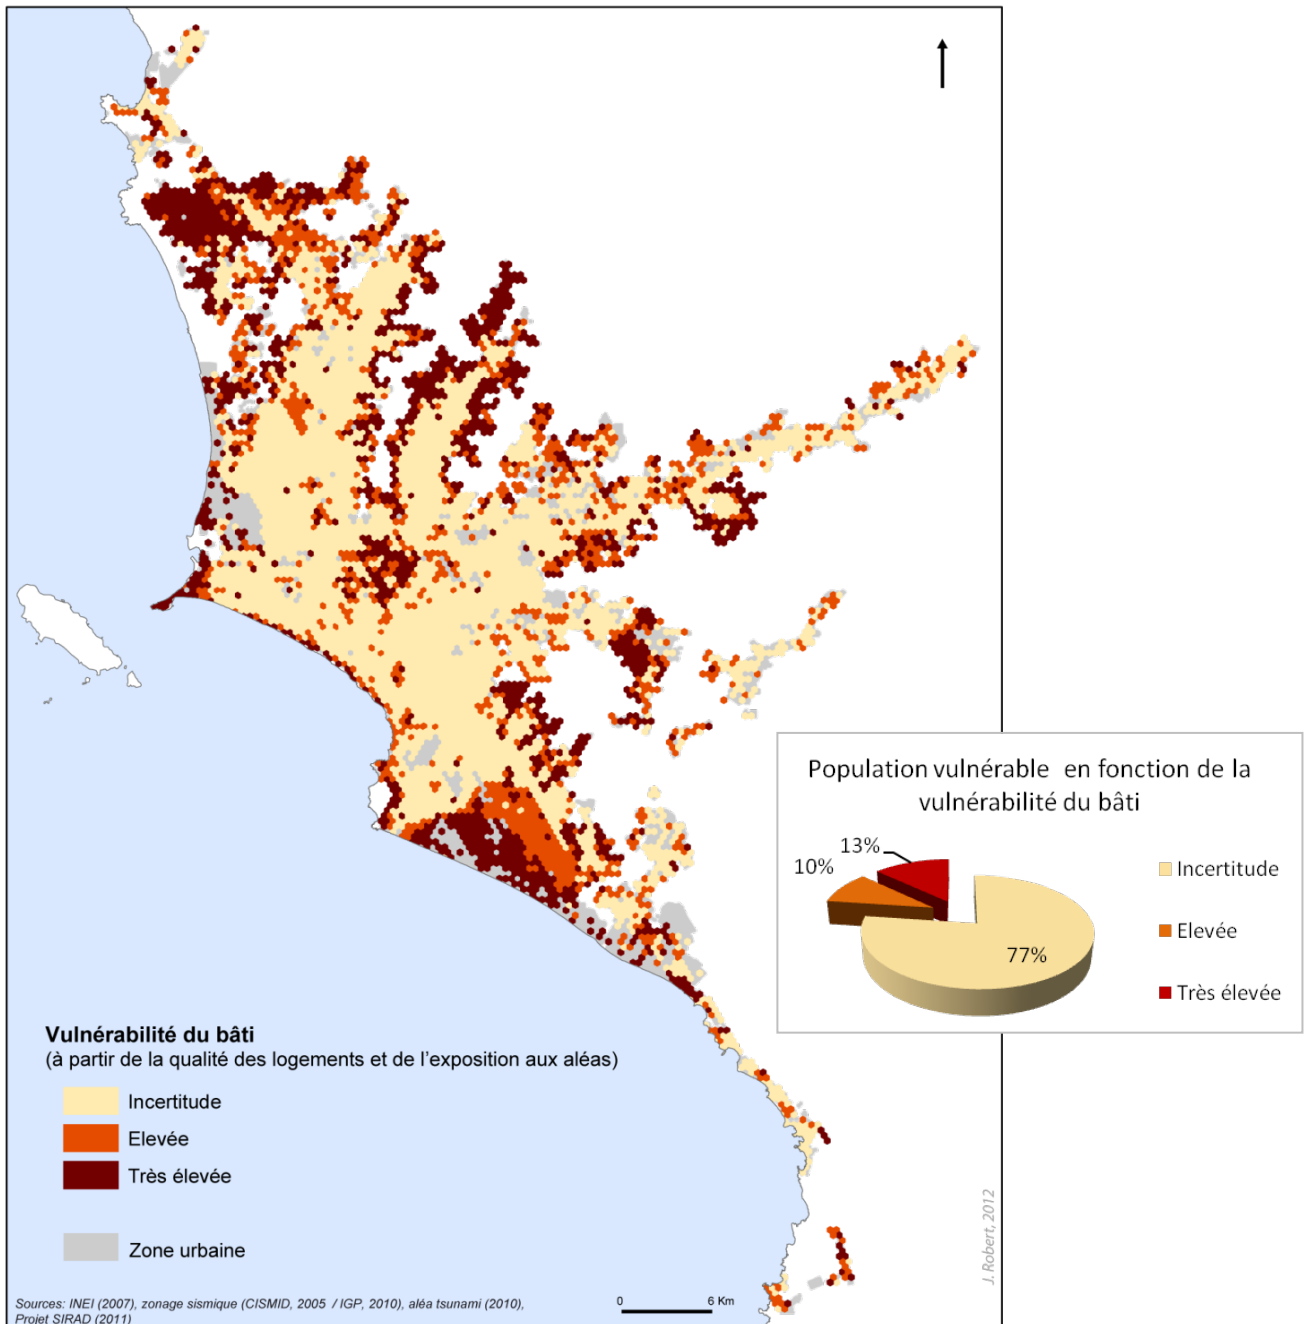 Population vulnérable en fonction de la
vulnérabilité du bâti
13%
10%
77%
Incertitude
Elevée
Très élevée
Vulnérabilité du bâti
(à partir de la qualité des logements et de l'exposition aux aléas)
Incertitude
Elevée
Très élevée
Zone urbaine
J. Robert, 2012
Sources: INEI (2007), zonage sismique (CISMID, 2005 / IGP, 2010), aléa tsunami (2010),
Projet SIRAD (2011)
0 6 Km